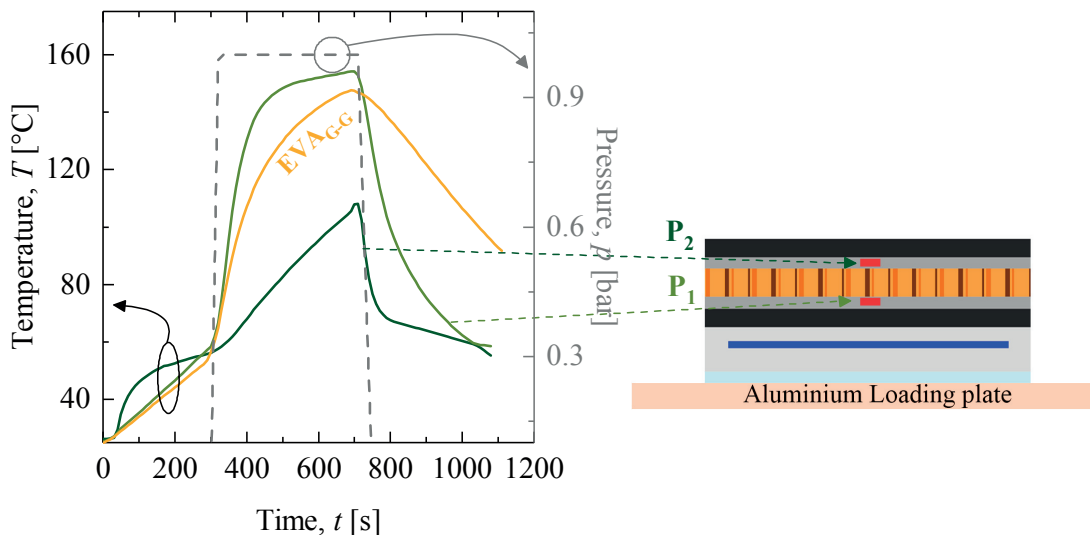 160
120
80
40
Temperature, T [°C]
0
200
400
600
800
1000
1200
Time, t [s]
0.9
0.6
0.3
Pressure, p [bar]
EVAG-G
P2
P1
Aluminium Loading plate